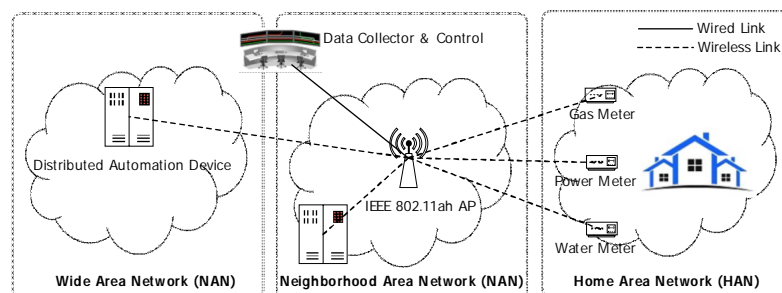 Data Collector & Control
Wired Link
Wireless Link
Gas Meter
Distributed Automation Device
Power Meter
IEEE 802.11ah AP
Water Meter
Wide Area Network (NAN)
Neighborhood Area Network (NAN)
Home Area Network (HAN)